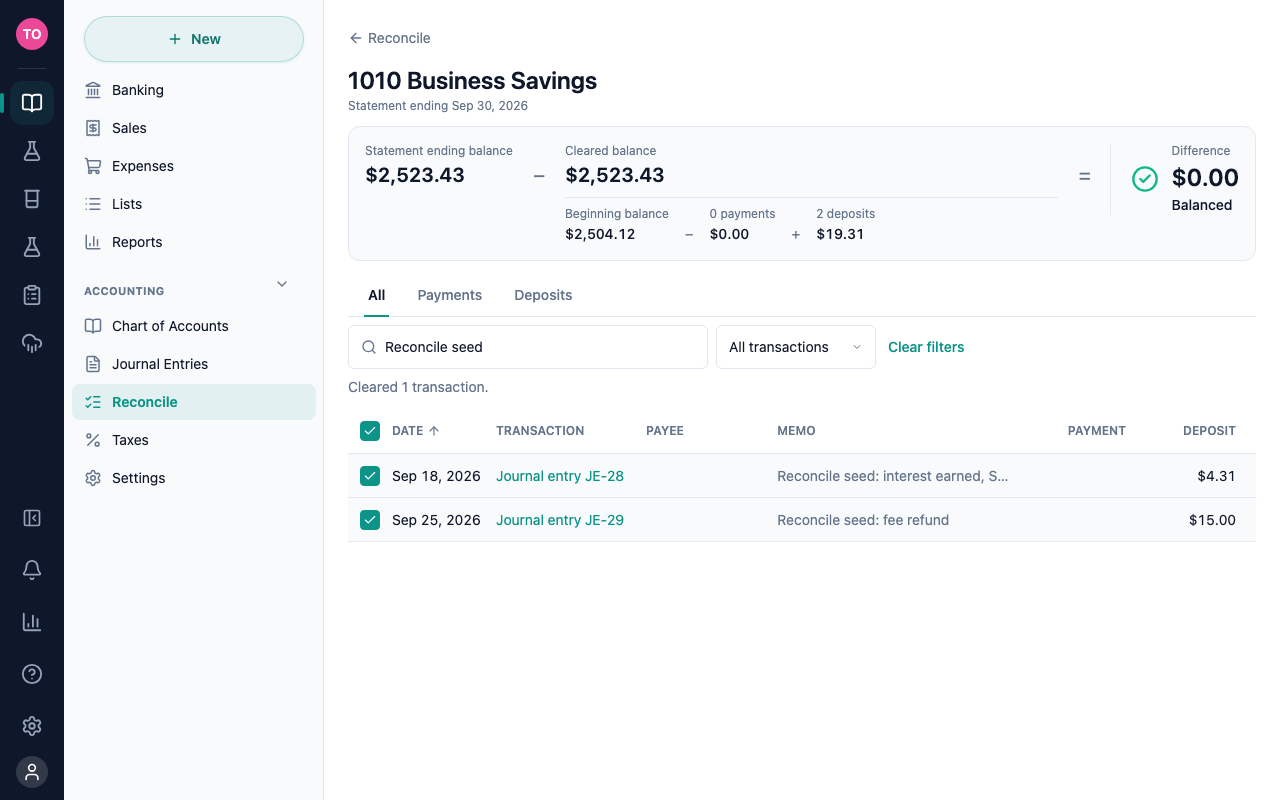 TO
New
Banking
Sales
Expenses
Lists
Reports
ACCOUNTING
Chart of Accounts
Journal Entries
Reconcile
Taxes
Settings
Reconcile
1010 Business Savings
Statement ending Sep 30, 2026
Statement ending balance
$2,523.43
–
Cleared balance
$2,523.43
Beginning balance
$2,504.12
–
0 payments
$0.00
+
2 deposits
$19.31
=
Difference
$0.00
Balanced
All Payments Deposits
Reconcile seed All transactions Clear filters
Cleared 1 transaction.
DATE TRANSACTION PAYEE MEMO PAYMENT DEPOSIT
Sep 18, 2026 Journal entry JE-28 Reconcile seed: interest earned, S... $4.31
Sep 25, 2026 Journal entry JE-29 Reconcile seed: fee refund $15.00